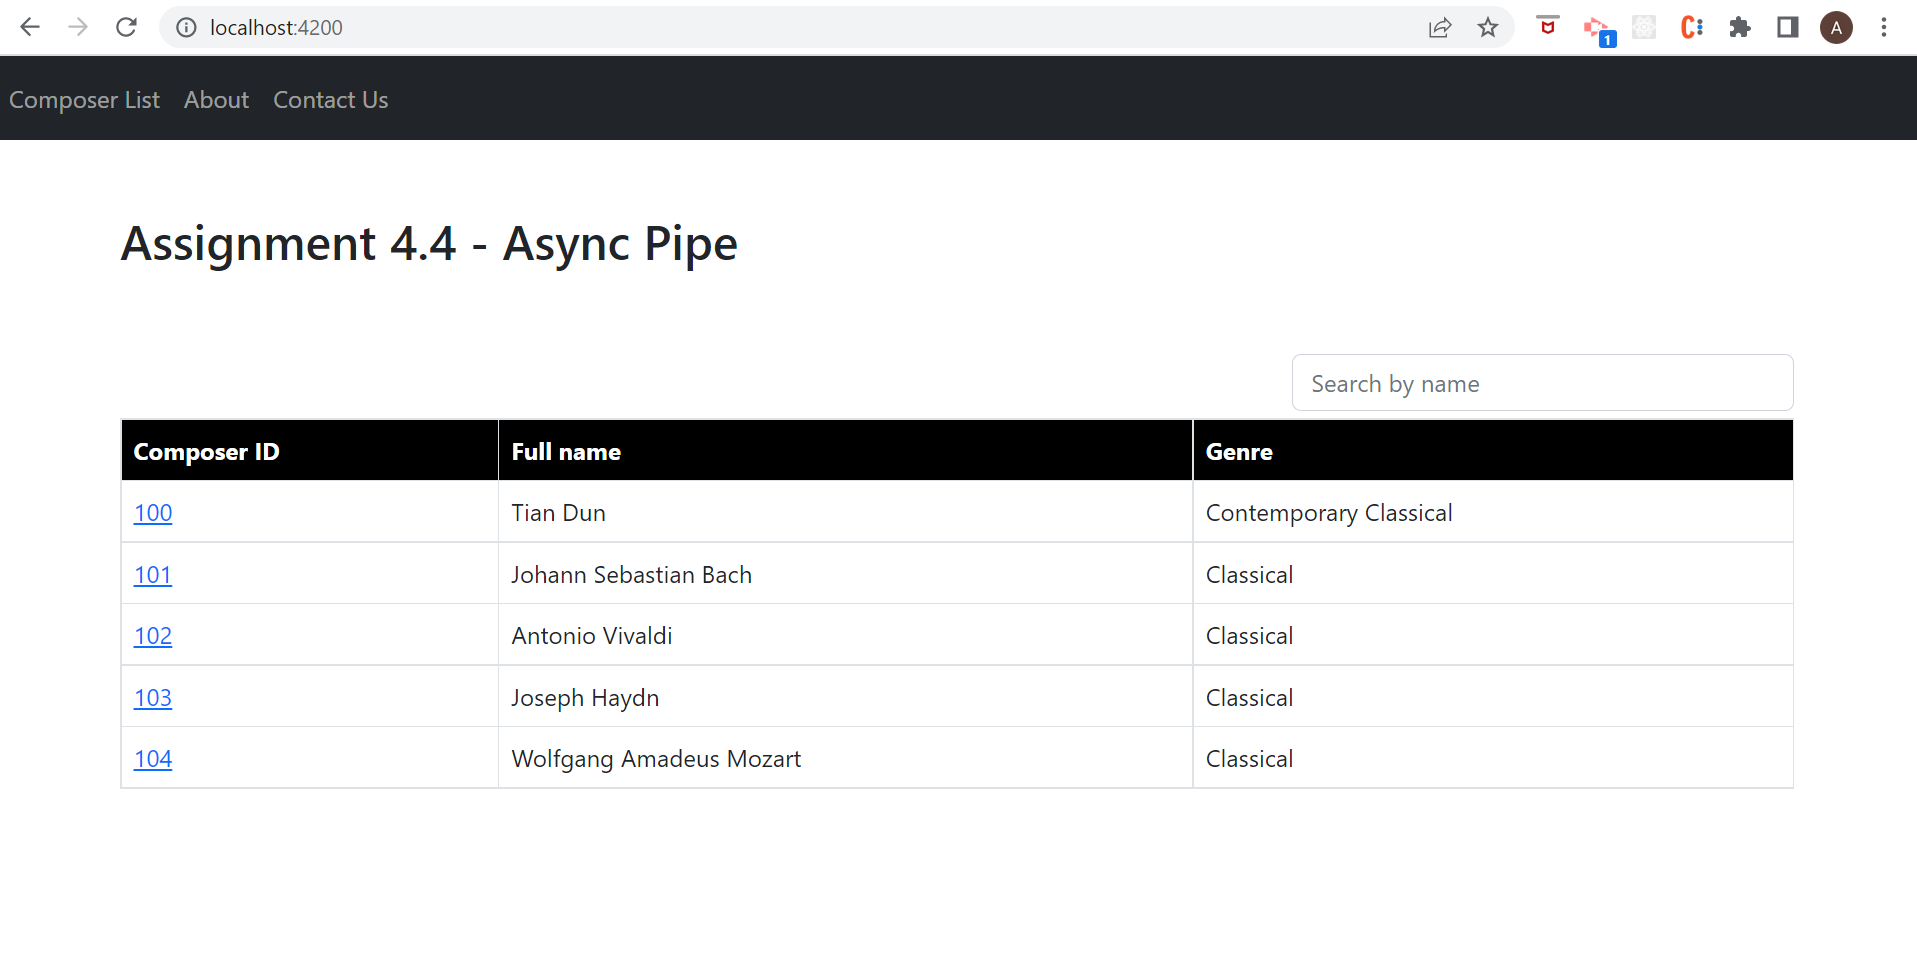 localhost:4200
1
A
Composer List About Contact Us
Assignment 4.4 - Async Pipe
Search by name
Composer ID Full name Genre
100 Tian Dun Contemporary Classical
101 Johann Sebastian Bach Classical
102 Antonio Vivaldi Classical
103 Joseph Haydn Classical
104 Wolfgang Amadeus Mozart Classical